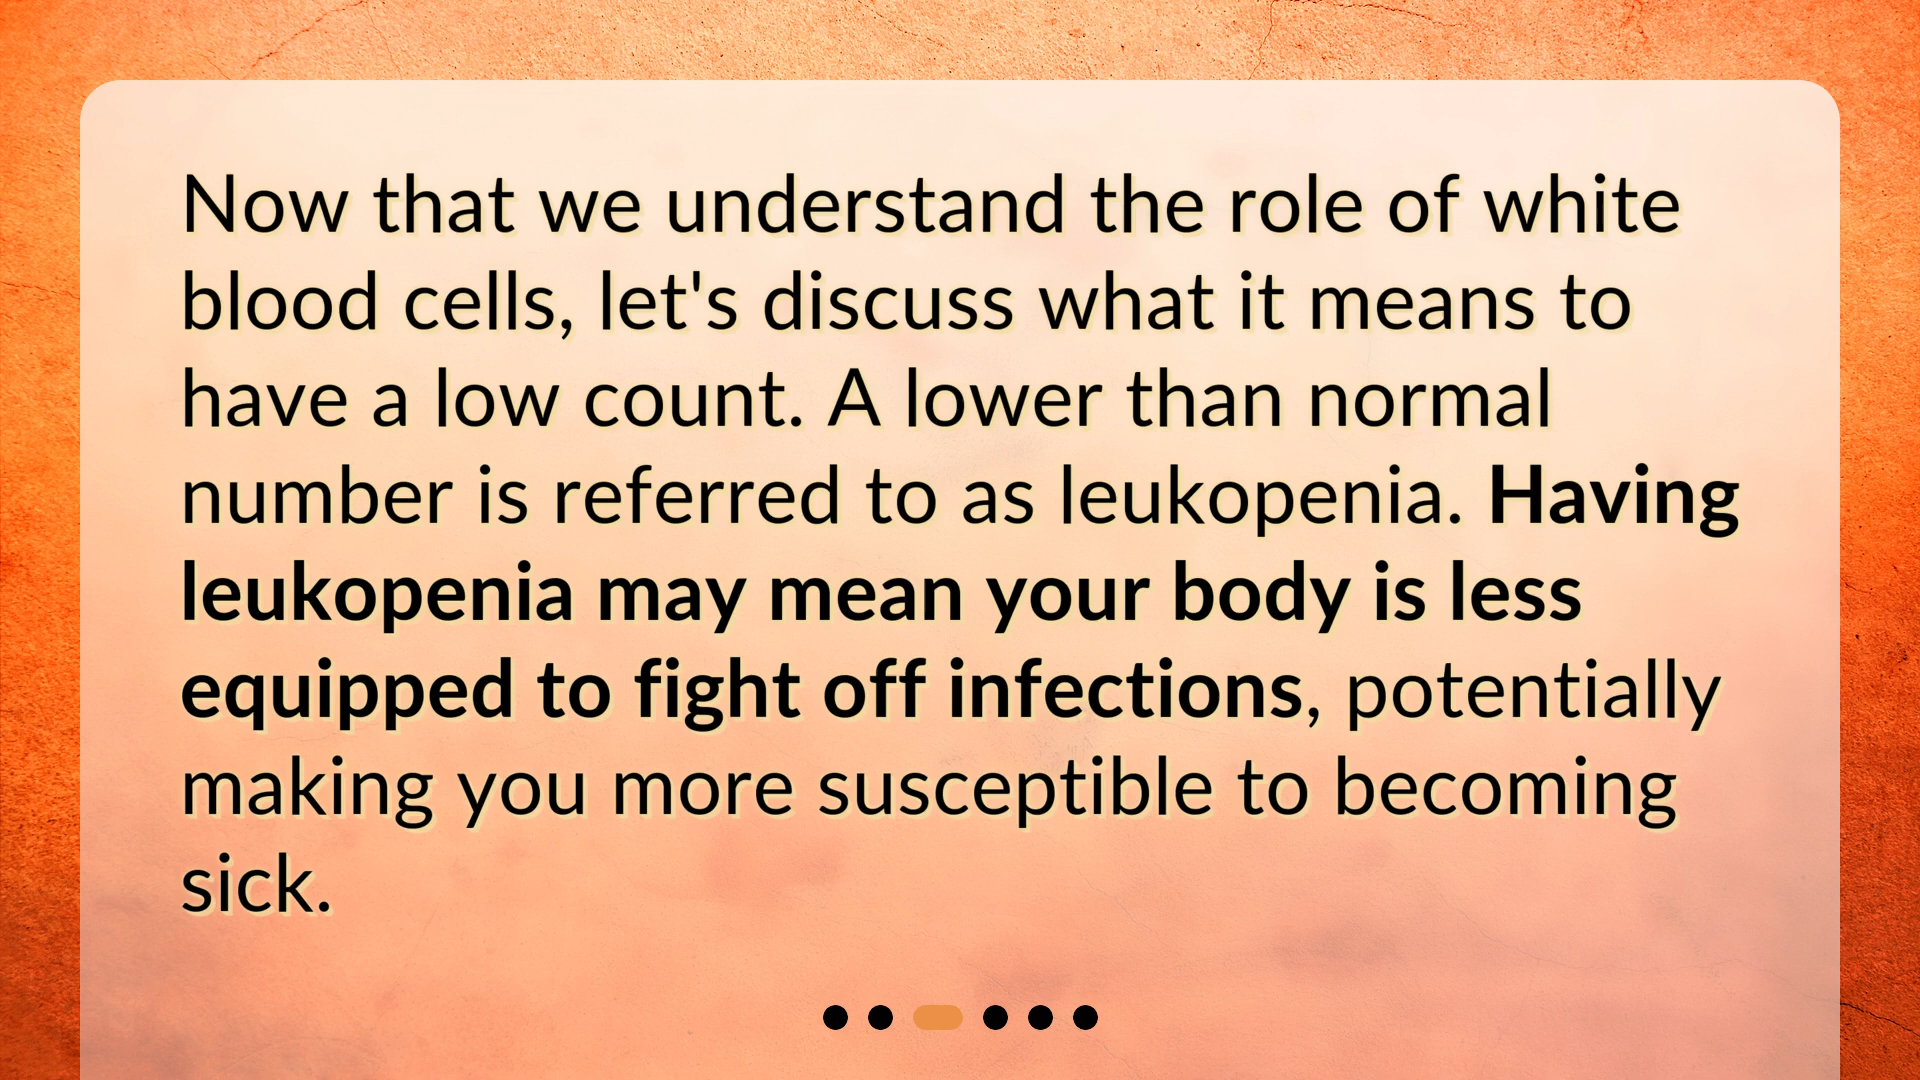 Now that we understand the role of white
blood cells, let's discuss what it means to
have a low count. A lower than normal
number is referred to as leukopenia. Having
leukopenia may mean your body is less
equipped to fight off infections, potentially
making you more susceptible to becoming
sick.